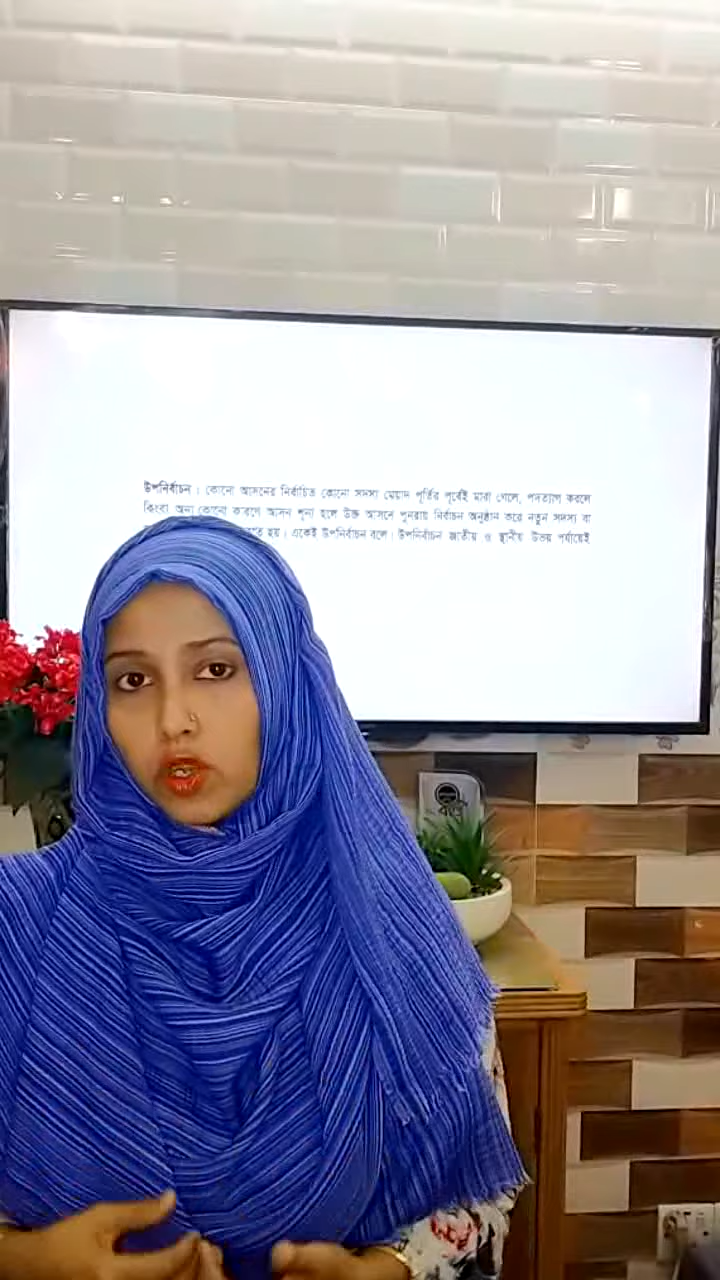 উপনির্বাচন । কোনো আসনের নির্বাচিত কোনো সদস্য মেয়াদ পূর্তির পূর্বেই মারা গেলে, পদত্যাগ করলে
কিংবা অন্য কোনো কারণে আসন শূন্য হলে উক্ত আসনে পুনরায় নির্বাচন অনুষ্ঠান করে নতুন সদস্য বা
হয়। একেই উপনির্বাচন বলে। উপনির্বাচন জাতীয় ও স্থানীয় উভয় পর্যায়েই